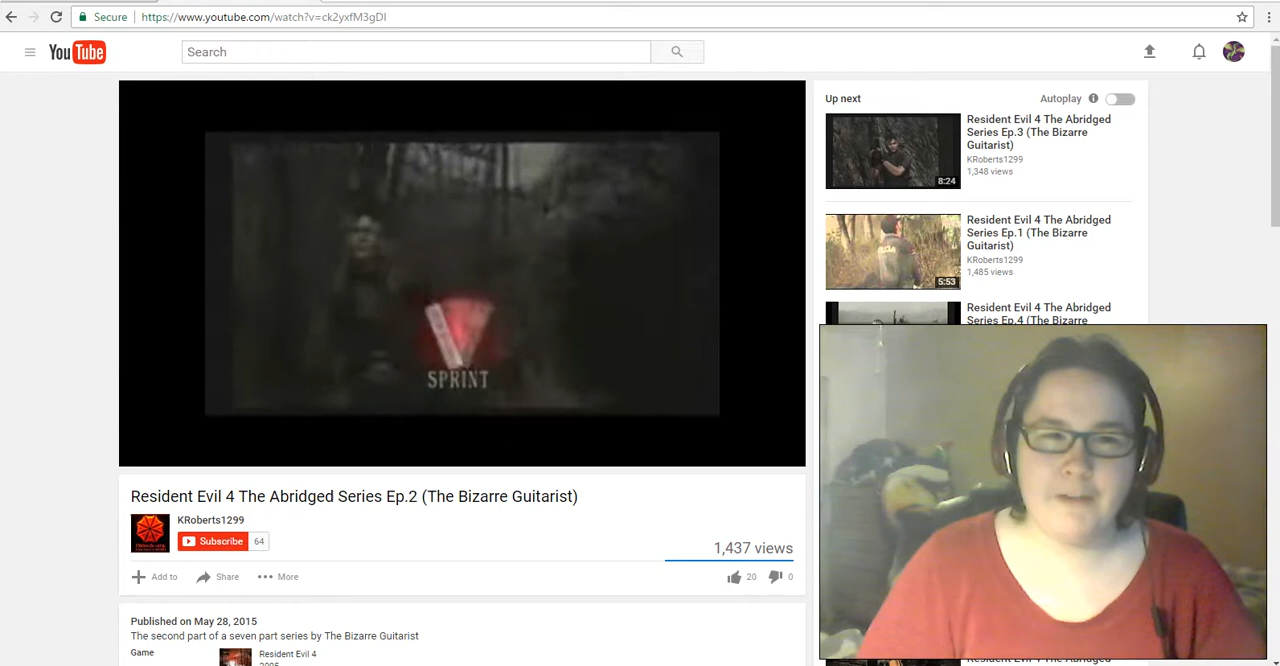 Secure
https://www.youtube.com/watch?v=ck2yxfM3gDI
YouTube
Search
SPRINT
Resident Evil 4 The Abridged Series Ep.2 (The Bizarre Guitarist)
KRoberts1299
Subscribe 64
1,437 views
Add to Share More 20 0
Published on May 28, 2015
The second part of a seven part series by The Bizarre Guitarist
Game
Resident Evil 4
2005
Up next
Autoplay
Resident Evil 4 The Abridged
Series Ep.3 (The Bizarre
Guitarist)
KRoberts1299
1,348 views
8:24
Resident Evil 4 The Abridged
Series Ep.1 (The Bizarre
Guitarist)
KRoberts1299
1,485 views
5:53
Resident Evil 4 The Abridged
Series Ep.4 (The Bizarre